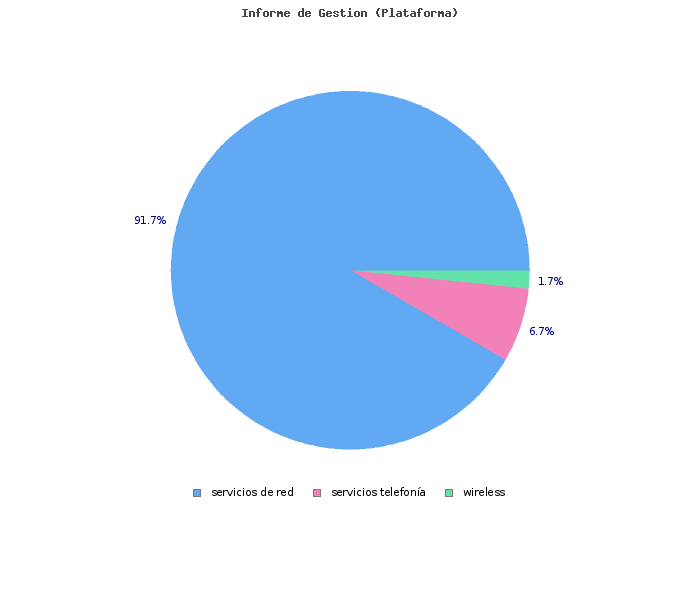 Informe de Gestion (Plataforma)
91.7%
1.7%
6.7%
servicios de red servicios telefonía wireless